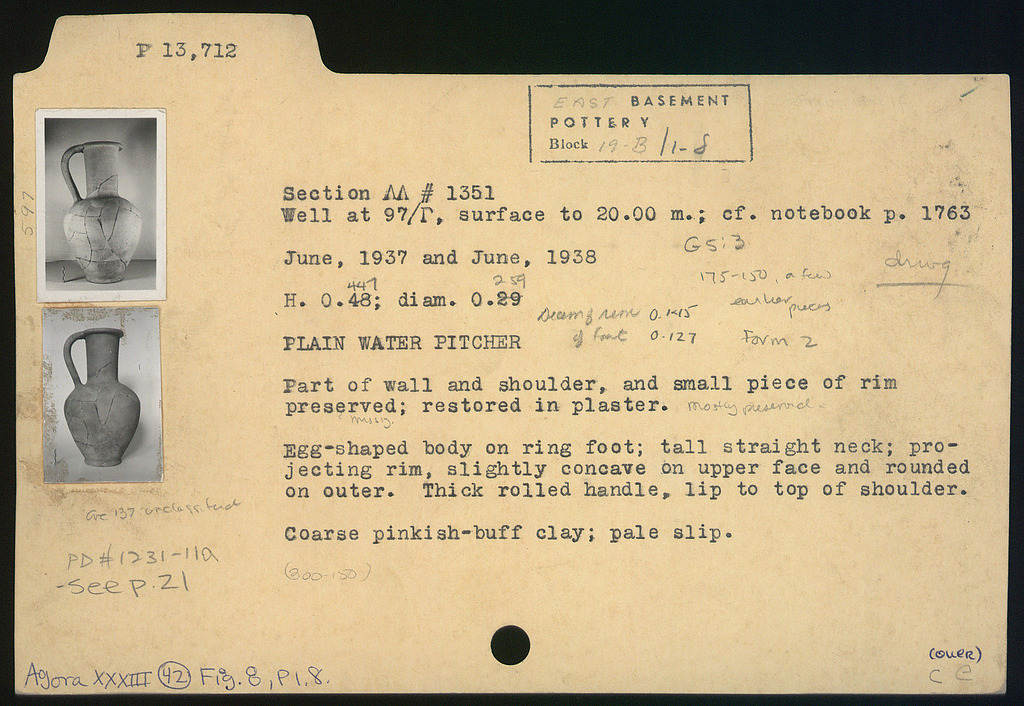 P 13,712
EAST BASEMENT
POTTERY
Block 19-B/1-8
597
Section ΛΛ # 1351
Well at 97/Γ, surface to 20.00 m.; cf. notebook p. 1763
G5:3
June, 1937 and June, 1938
drwg
175-150, a few
earlier pieces
447 259
H. 0.48; diam. 0.29
Diam of rim 0.145
of foot 0.127
Form 2
PLAIN WATER PITCHER
Part of wall and shoulder, and small piece of rim
preserved; restored in plaster. mostly preserved.
missg.
Egg-shaped body on ring foot; tall straight neck; pro-
jecting rim, slightly concave on upper face and rounded
on outer. Thick rolled handle, lip to top of shoulder.
137 unclassified
Coarse pinkish-buff clay; pale slip.
PD#1231-11a
-see p. 21
(200-150)
(over)
C C
Agora XXXIII 42 Fig. 8, Pl. 8.